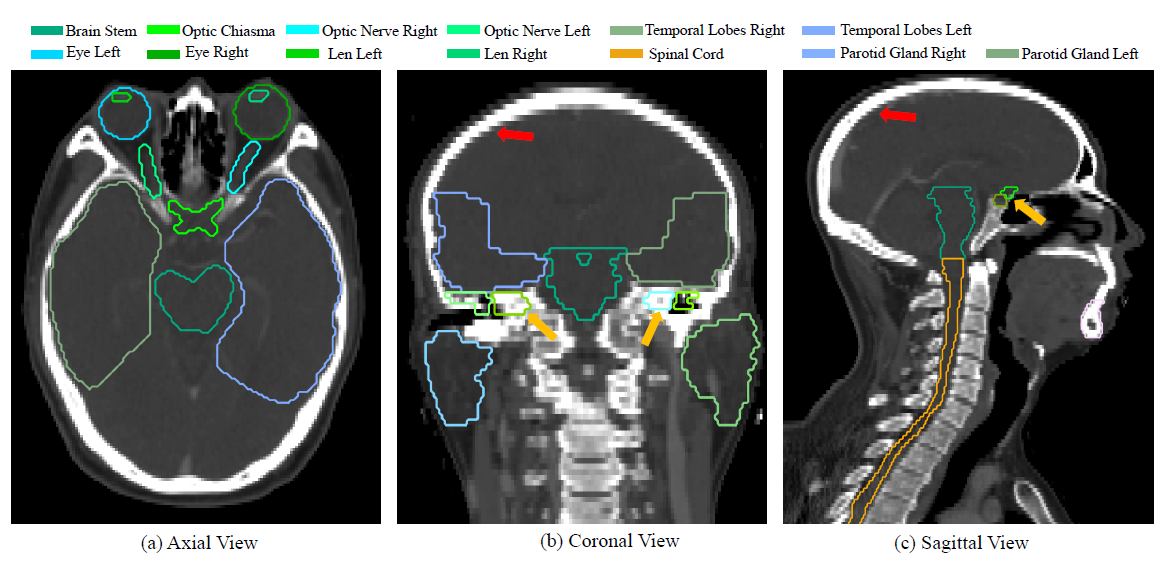 Brain Stem Optic Chiasma Optic Nerve Right Optic Nerve Left Temporal Lobes Right Temporal Lobes Left
Eye Left Eye Right Len Left Len Right Spinal Cord Parotid Gland Right Parotid Gland Left
(a) Axial View (b) Coronal View (c) Sagittal View